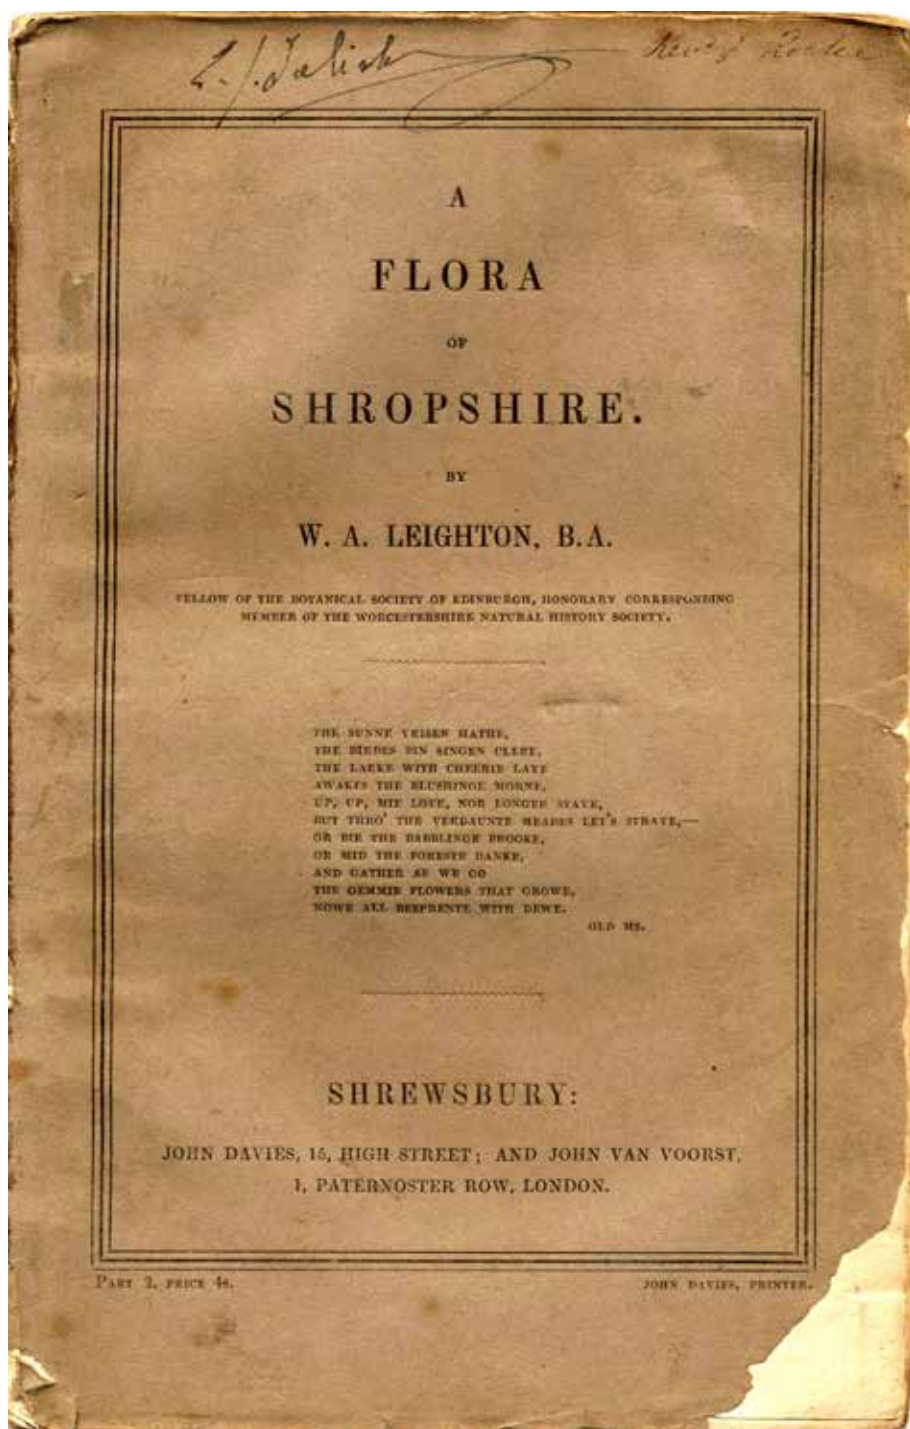 A
FLORA
OF
SHROPSHIRE.
BY
W. A. LEIGHTON, B.A.
FELLOW OF THE BOTANICAL SOCIETY OF EDINBURGH, HONORARY CORRESPONDING
MEMBER OF THE WORCESTERSHIRE NATURAL HISTORY SOCIETY.
THE SUNNE HATHE,
THE BIRDES BIN SINGEN CLERE,
THE LARKE WITH CHEERIE LAYE
AWAKES THE BLUSHINGE MORNE,
UP, UP, MIE LOVE, NOR LONGER STAYE,
BUT THRO' THE VERDAUNTE MEADES LET'S STRAYE,—
OR BIE THE BABBLINGE BROOKE,
OR MID THE FORESTE BANKE,
AND GATHER AS WE GO
THE GEMMIE FLOWERS THAT GROWE,
NOWE ALL BESPRENTE WITH DEWE.
OLD MS.
SHREWSBURY:
JOHN DAVIES, 15, HIGH STREET; AND JOHN VAN VOORST,
1, PATERNOSTER ROW, LONDON.
PART 2, PRICE 4s. JOHN DAVIES, PRINTER.